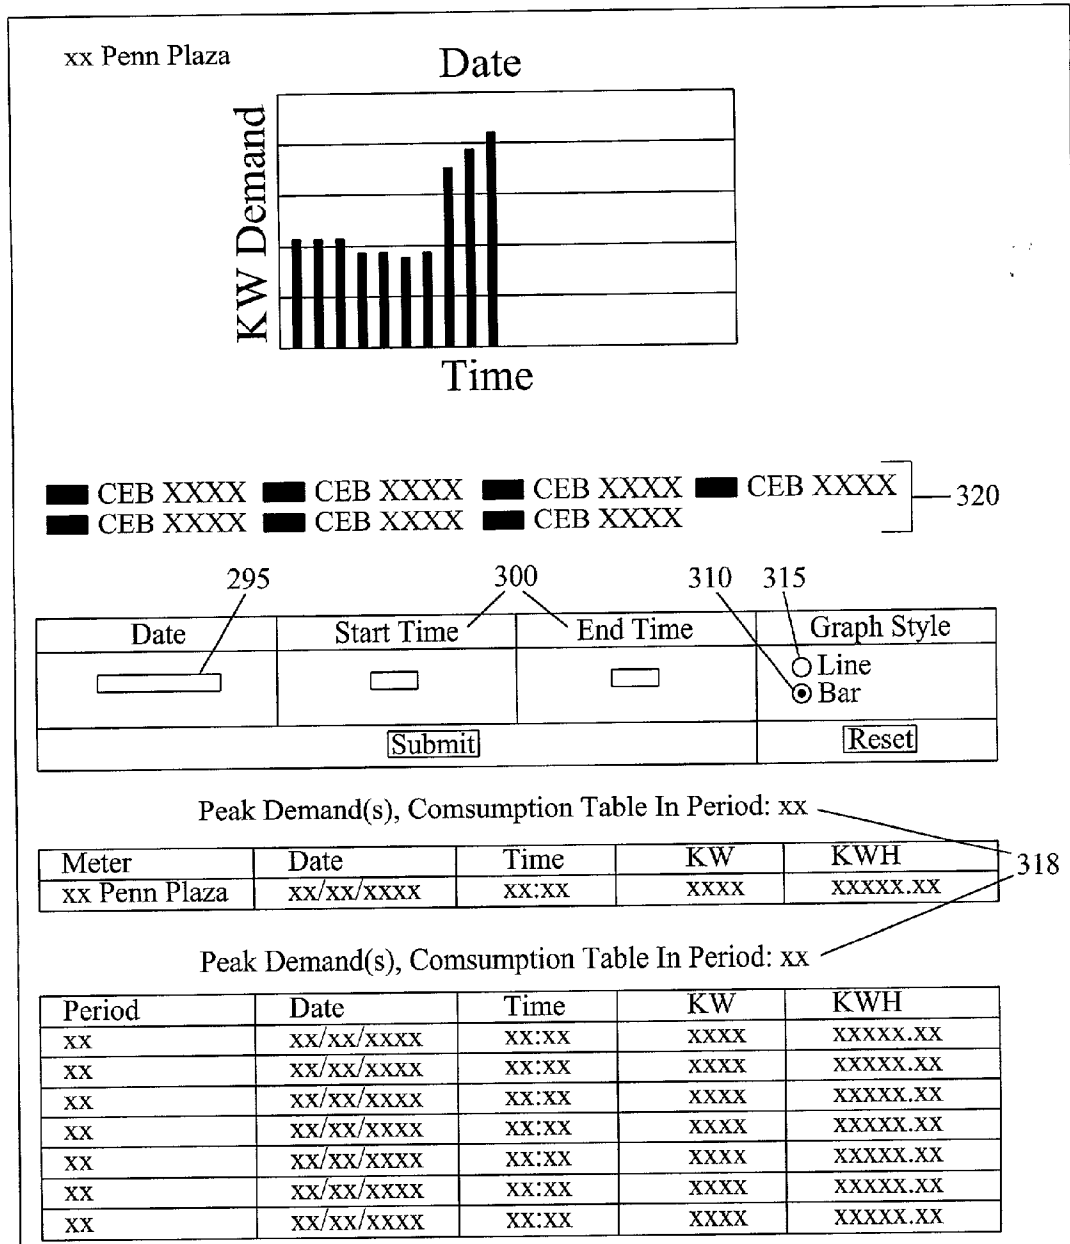 xx Penn Plaza
Date
KW Demand
Time
CEB XXXX CEB XXXX CEB XXXX CEB XXXX
CEB XXXX CEB XXXX CEB XXXX
320
295 300 310 315
Date Start Time End Time Graph Style
Line
Bar
Submit Reset
Peak Demand(s), Comsumption Table In Period: xx
Meter Date Time KW KWH
xx Penn Plaza xx/xx/xxxx xx:xx xxxx xxxxx.xx
318
Peak Demand(s), Comsumption Table In Period: xx
Period Date Time KW KWH
xx xx/xx/xxxx xx:xx xxxx xxxxx.xx
xx xx/xx/xxxx xx:xx xxxx xxxxx.xx
xx xx/xx/xxxx xx:xx xxxx xxxxx.xx
xx xx/xx/xxxx xx:xx xxxx xxxxx.xx
xx xx/xx/xxxx xx:xx xxxx xxxxx.xx
xx xx/xx/xxxx xx:xx xxxx xxxxx.xx
xx xx/xx/xxxx xx:xx xxxx xxxxx.xx